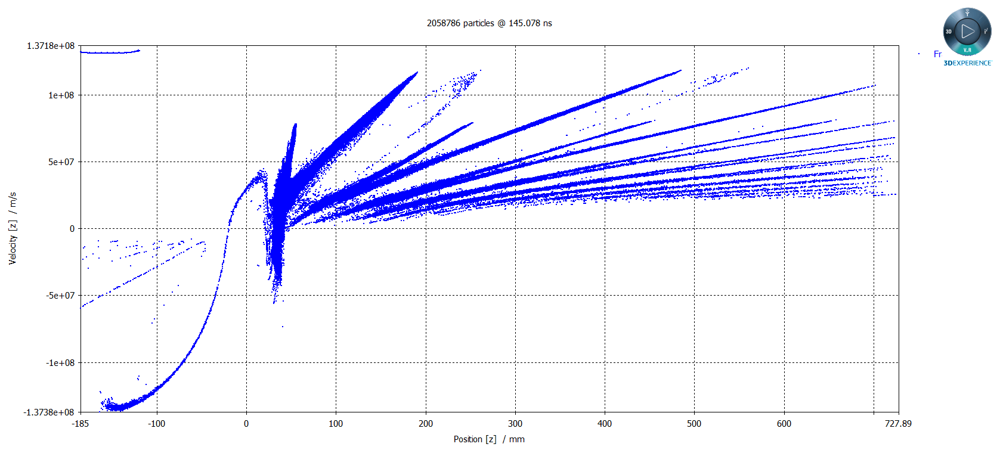 2058786 particles @ 145.078 ns
1.3718e+08
1e+08
5e+07
0
-5e+07
-1e+08
-1.3738e+08
Velocity [z] / m/s
-185
-100
0
100
200
300
400
500
600
727.89
Position [z] / mm
3D
i
V+R
3DEXPERIENCE